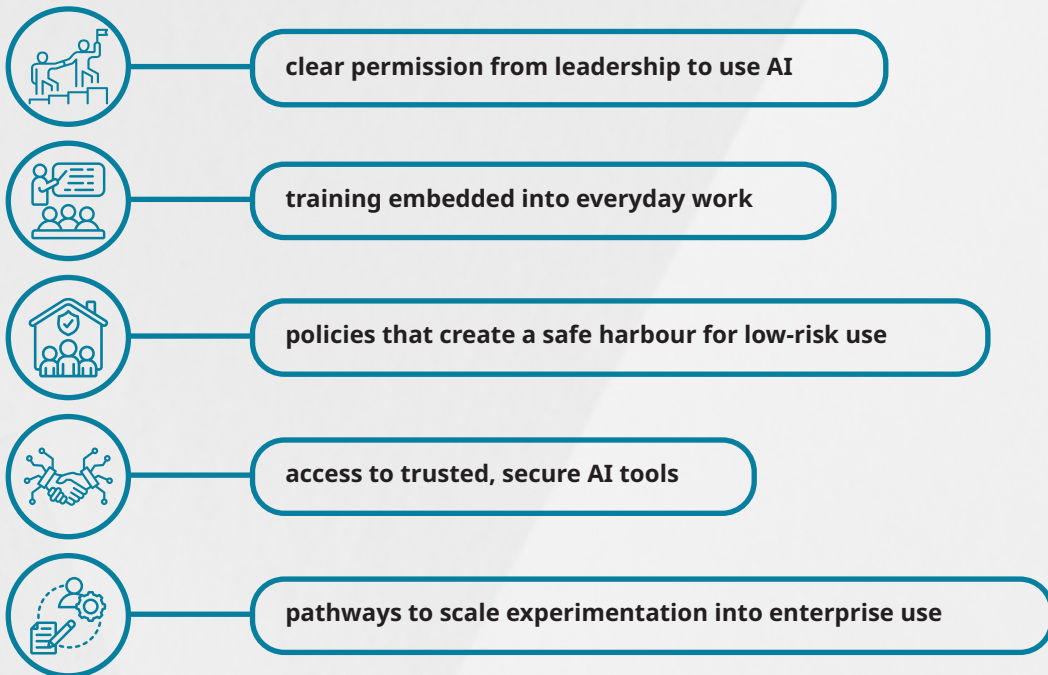 clear permission from leadership to use AI
training embedded into everyday work
policies that create a safe harbour for low-risk use
access to trusted, secure AI tools
pathways to scale experimentation into enterprise use